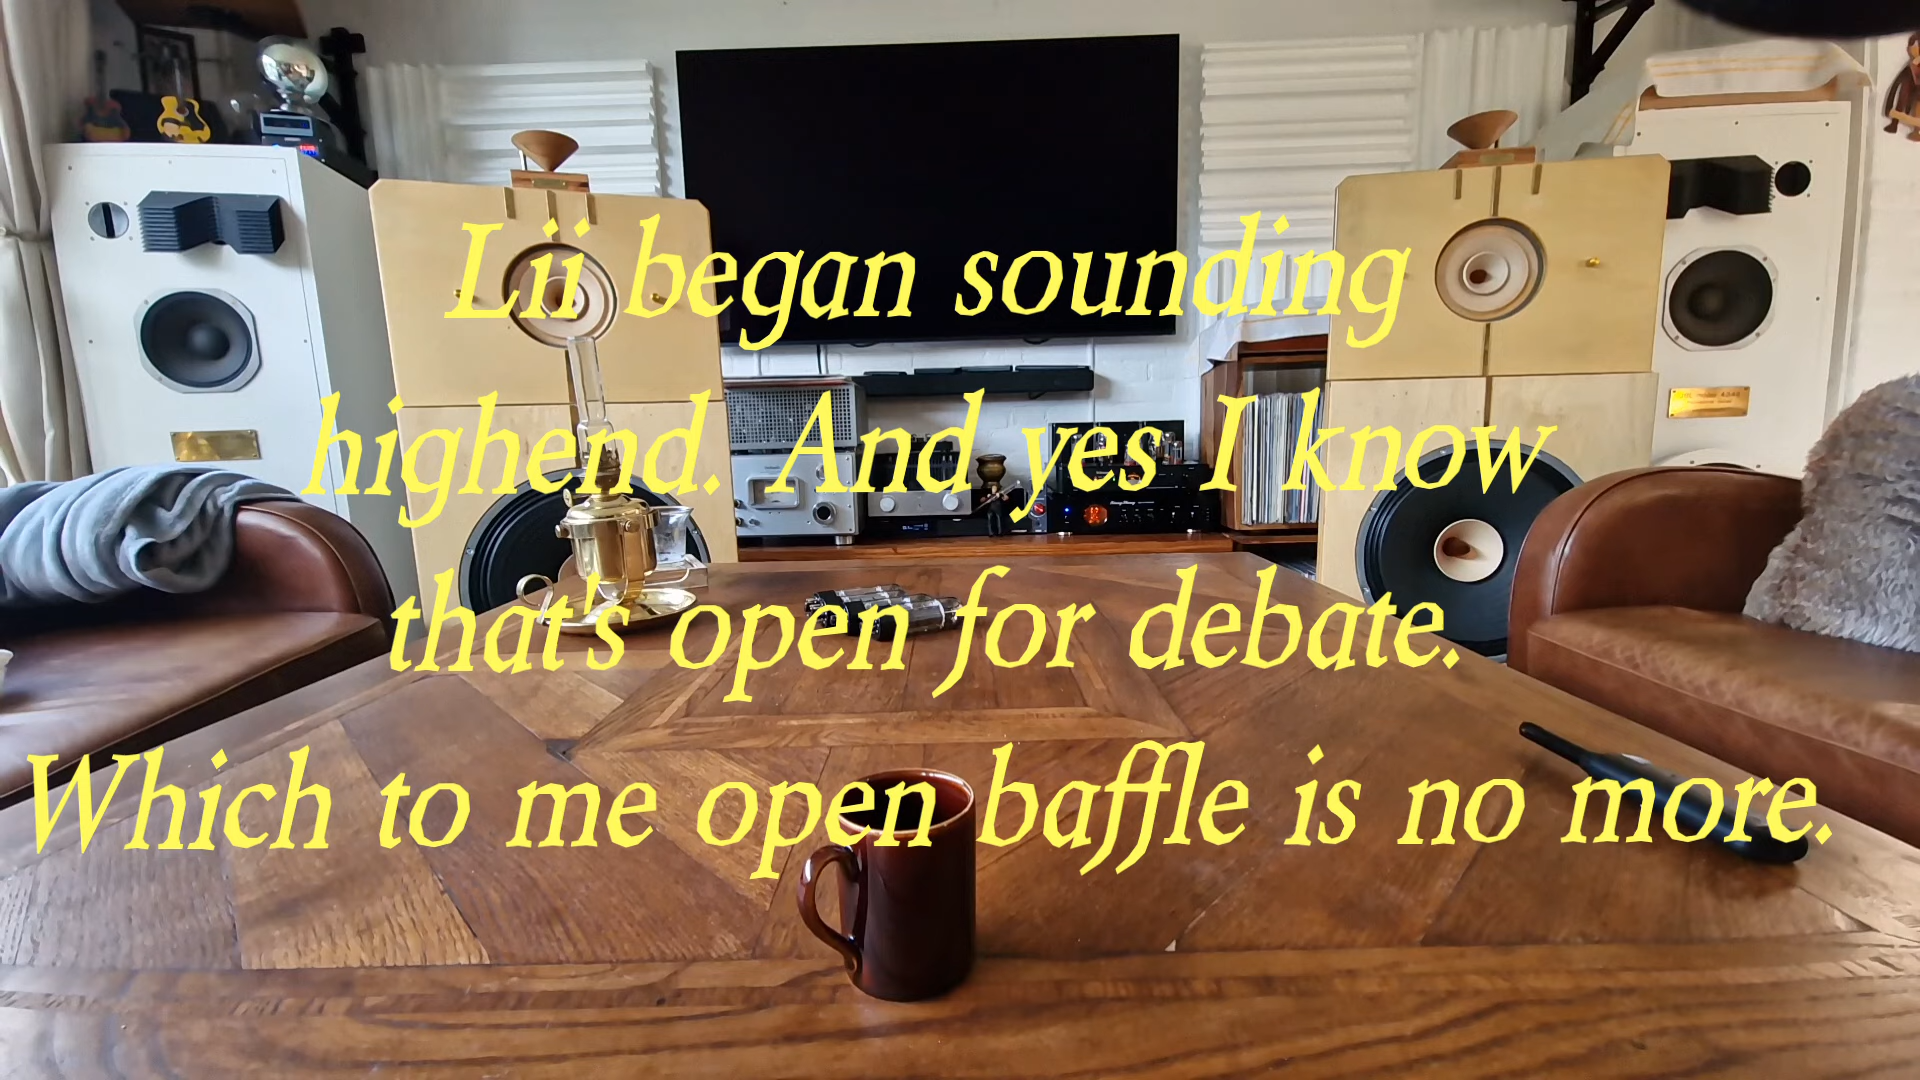 Lii began sounding
highend. And yes I know
that's open for debate.
Which to me open baffle is no more.